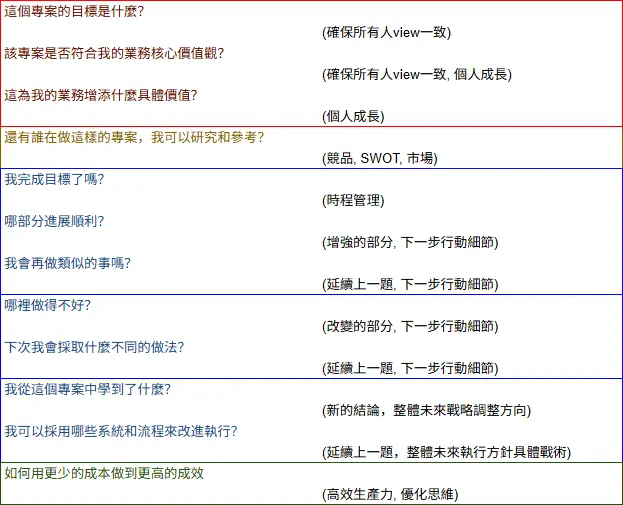 這個專案的目標是什麼?
(確保所有人view一致)
該專案是否符合我的業務核心價值觀?
(確保所有人view一致, 個人成長)
這為我的業務增添什麼具體價值?
(個人成長)
還有誰在做這樣的專案，我可以研究和參考?
(競品, SWOT, 市場)
我完成目標了嗎?
(時程管理)
哪部分進展順利?
(增強的部分, 下一步行動細節)
我會再做類似的事嗎?
(延續上一題, 下一步行動細節)
哪裡做得不好?
(改變的部分, 下一步行動細節)
下次我會採取什麼不同的做法?
(延續上一題, 下一步行動細節)
我從這個專案中學到了什麼?
(新的結論，整體未來戰略調整方向)
我可以採用哪些系統和流程來改進執行?
(延續上一題，整體未來執行方針具體戰術)
如何用更少的成本做到更高的成效
(高效生產力, 優化思維)